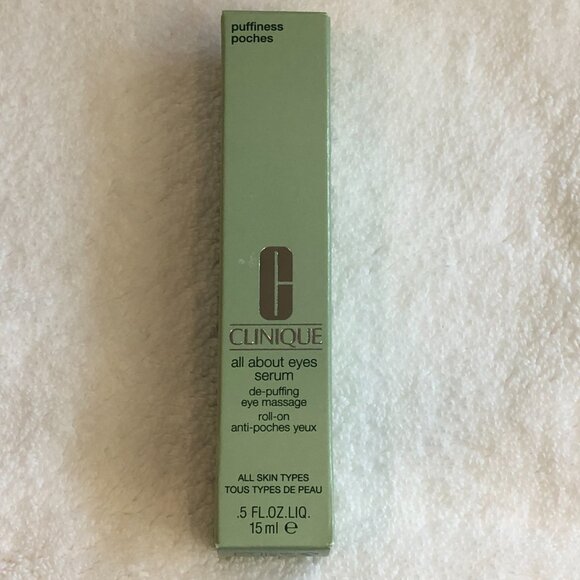 puffiness
poches
C
CLINIQUE
all about eyes
serum
de-puffing
eye massage
roll-on
anti-poches yeux
ALL SKIN TYPES
TOUS TYPES DE PEAU
.5 FL.OZ.LIQ.
15 ml e